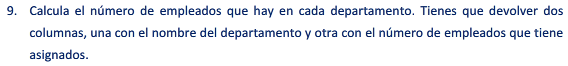 9. Calcula el número de empleados que hay en cada departamento. Tienes que devolver dos
columnas, una con el nombre del departamento y otra con el número de empleados que tiene
asignados.